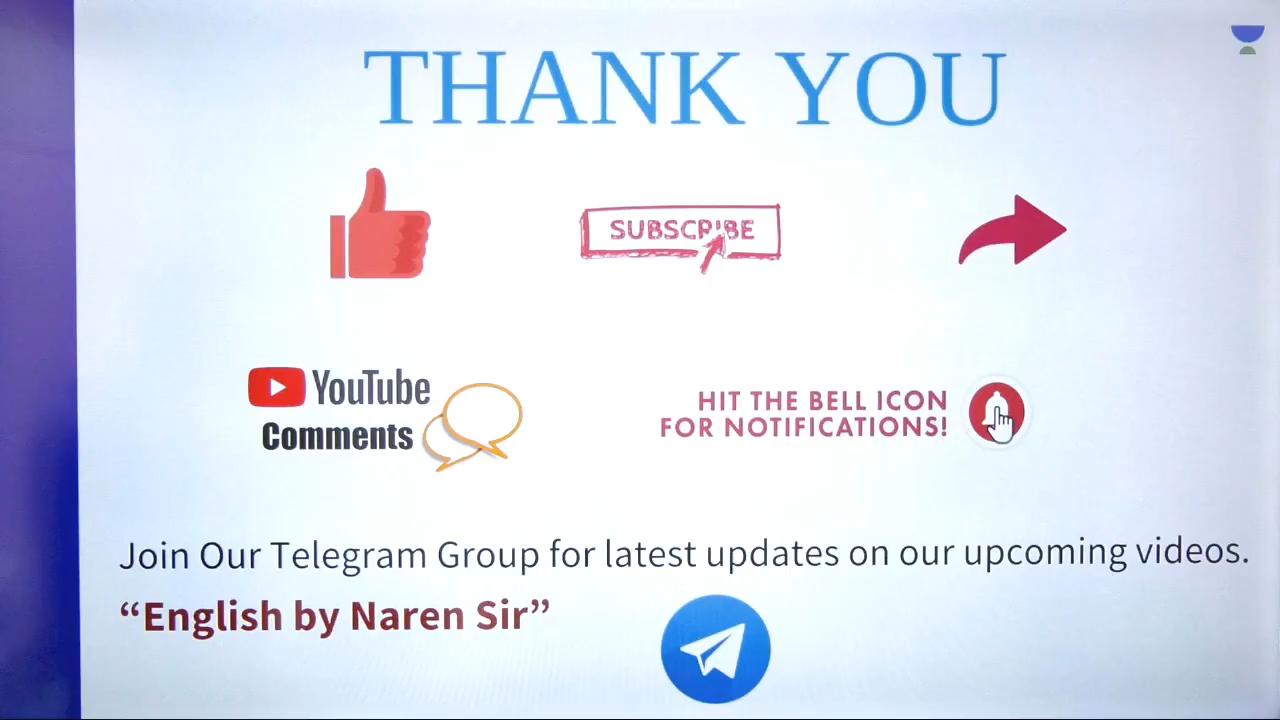 THANK YOU
SUBSCRIBE
YouTube
Comments
HIT THE BELL ICON
FOR NOTIFICATIONS!
Join Our Telegram Group for latest updates on our upcoming videos.
“English by Naren Sir”